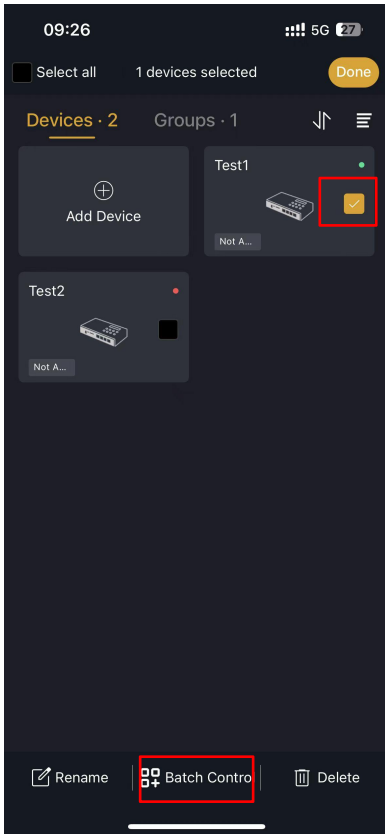 09:26 5G 27
Select all 1 devices selected Done
Devices · 2 Groups · 1
Add Device
Test1
Not A...
Test2
Not A...
Rename Batch Control Delete